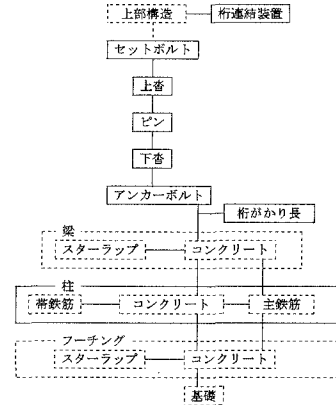 上部構造 桁連結装置
セットボルト
上沓
ピン
下沓
アンカーボルト
桁がかり長
梁
スターラップ コンクリート
柱
帯鉄筋 コンクリート 主鉄筋
フーチング
スターラップ コンクリート
基礎